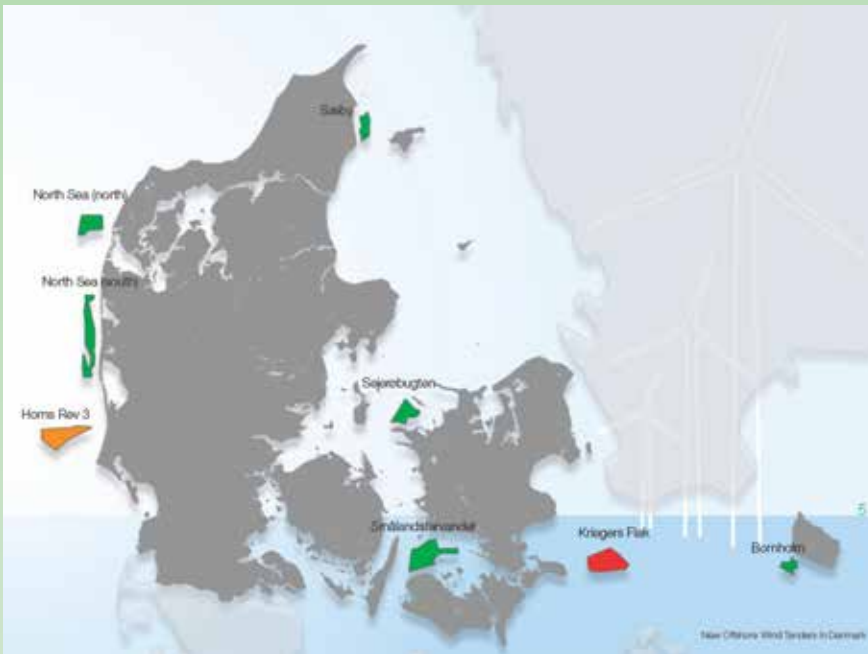 Sæby
North Sea (north)
North Sea (south)
Sejerøbugten
Horns Rev 3
Smålandsfarvandet
Kriegers Flak
5
Bornholm
New Offshore Wind Tenders in Denmark